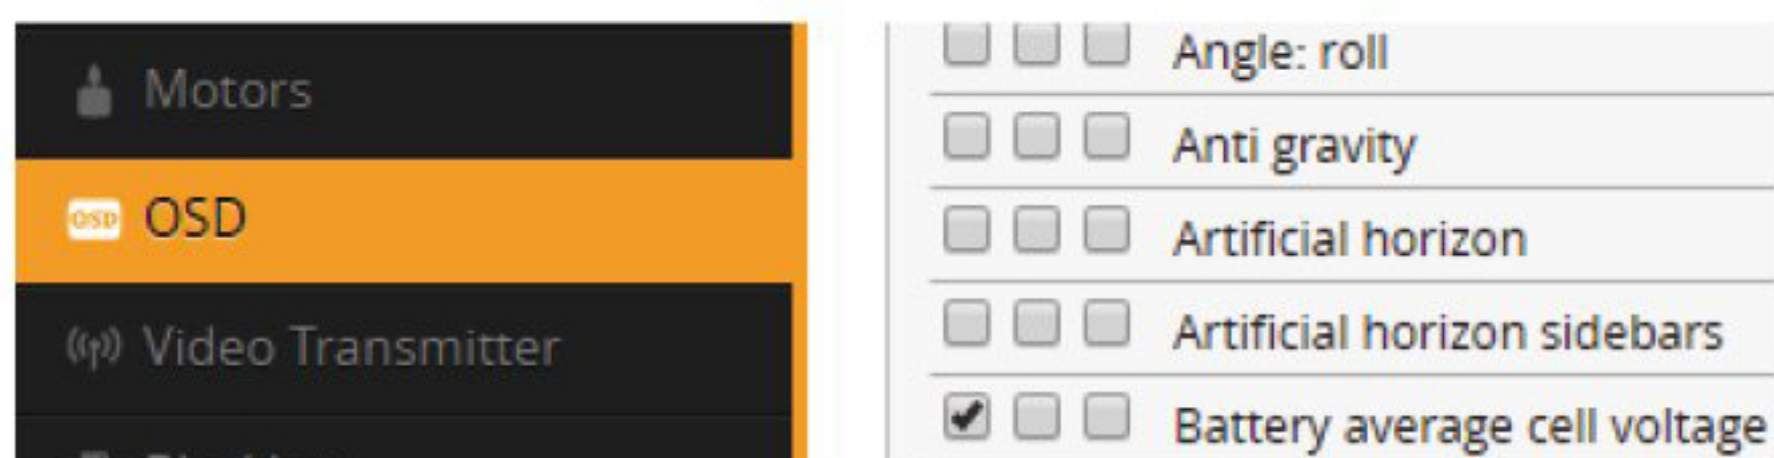 Motors
OSD OSD
Video Transmitter
Angle: roll
Anti gravity
Artificial horizon
Artificial horizon sidebars
Battery average cell voltage